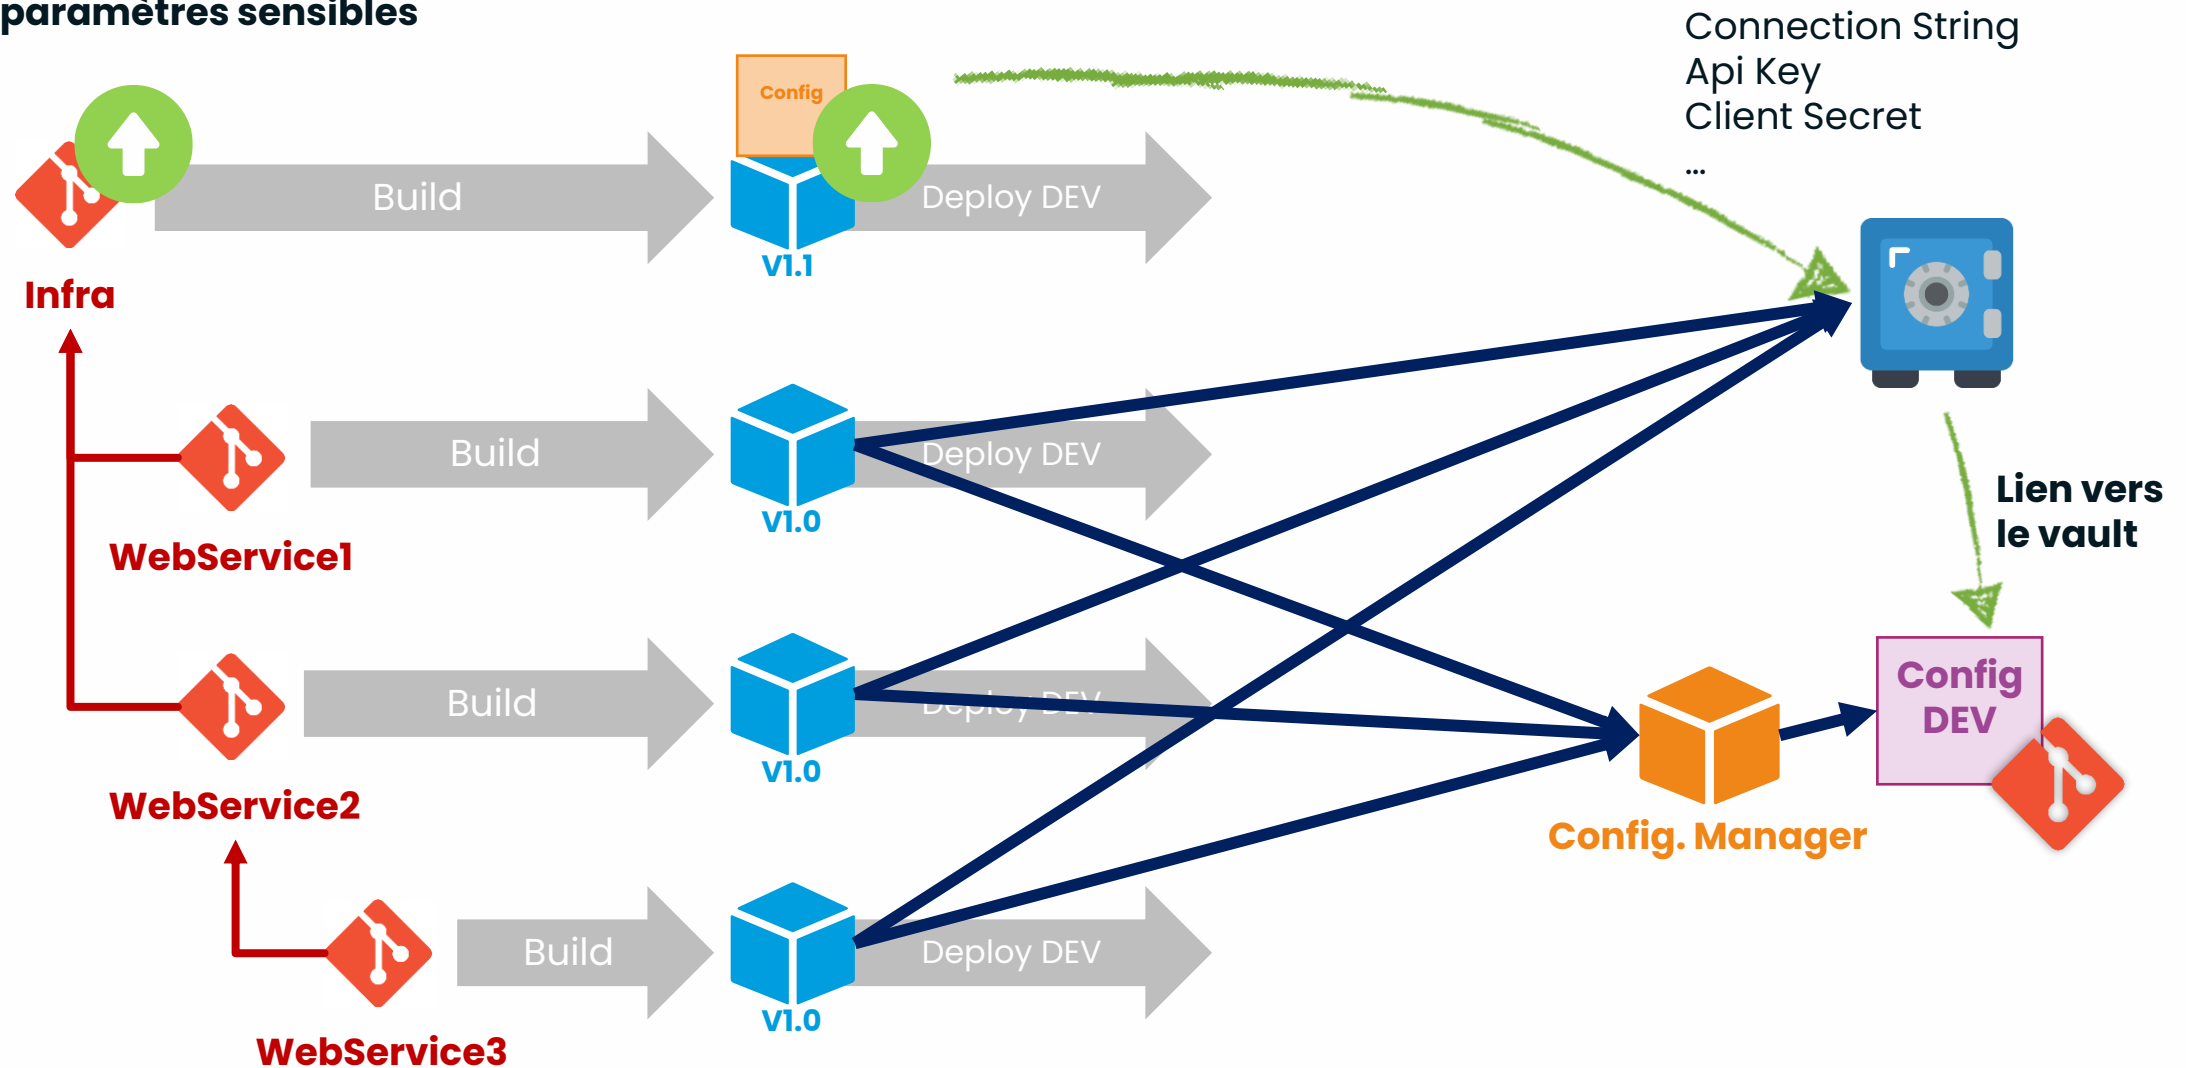 paramètres sensibles
Connection String
Api Key
Client Secret
...
Config
Build
Deploy DEV
V1.1
Infra
Build
Deploy DEV
V1.0
WebService1
Lien vers
le vault
Build
Deploy DEV
V1.0
WebService2
Config
DEV
Config. Manager
Build
Deploy DEV
V1.0
WebService3